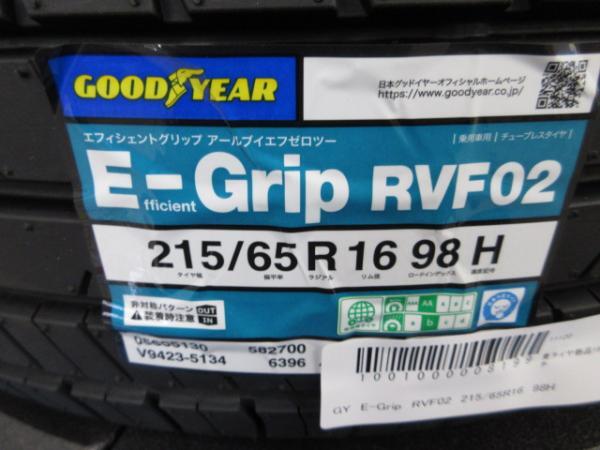 GOODYEAR
日本グッドイヤーオフィシャルホームページ
https://www.goodyear.co.jp/
エフィシェントグリップ アールブイエフゼロツー
乗用車用 | チューブレスタイヤ
E-Grip RVF02
fficient
215/65R16 98H
タイヤ幅 偏平率 ラジアル リム径 ロードインデックス 速度記号
非対称パターン
装着時注意
OUT
IN
AAA AA A B C
a b c d
05605130 582700
V9423-5134 6396
GY E-Grip RVF02 215/65R16 98H